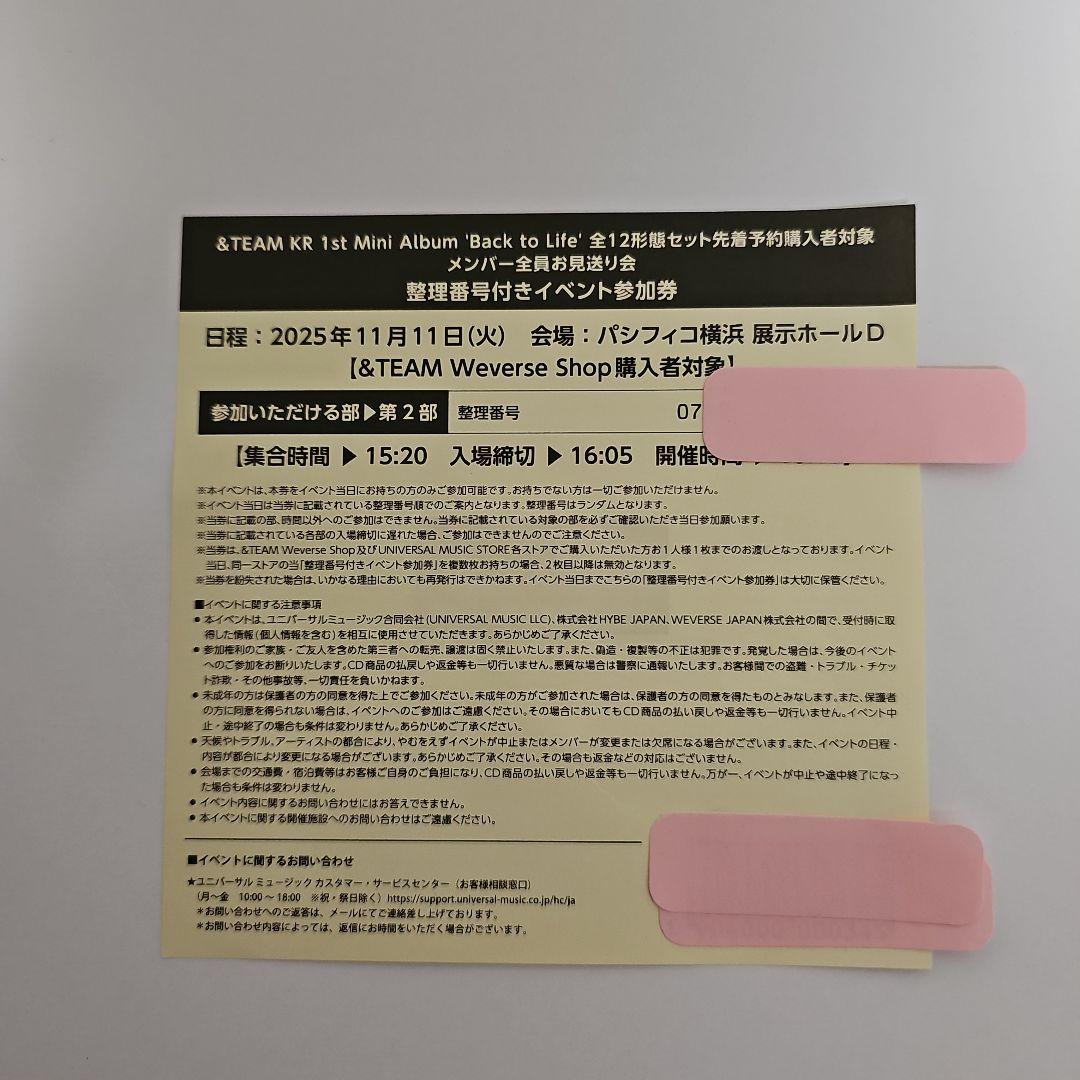 &TEAM KR 1st Mini Album 'Back to Life' 全12形態セット先着予約購入者対象
メンバー全員お見送り会
整理番号付きイベント参加券
日程：2025年11月11日(火)　会場：パシフィコ横浜 展示ホールD
【&TEAM Weverse Shop購入者対象】
参加いただける部▶第2部　整理番号　07
【集合時間 ▶ 15:20　入場締切 ▶ 16:05　開催時間
※本イベントは、本券をイベント当日にお持ちの方のみご参加可能です。お持ちでない方は一切ご参加いただけません。
※イベント当日は当券に記載されている整理番号順でのご案内となります。整理番号はランダムとなります。
※当券に記載の部、時間以外へのご参加はできません。当券に記載されている対象の部を必ずご確認いただき当日参加願います。
※当券に記載されている各部の入場締切に遅れた場合、ご参加はできませんのでご注意ください。
※当券は、&TEAM Weverse Shop及びUNIVERSAL MUSIC STORE各ストアでご購入いただいた方お1人様1枚までのお渡しとなっております。イベント
当日、同一ストアの当「整理番号付きイベント参加券」を複数枚お持ちの場合、2枚目以降は無効となります。
※当券を紛失された場合は、いかなる理由においても再発行はできかねます。イベント当日までこちらの「整理番号付きイベント参加券」は大切に保管ください。
■イベントに関する注意事項
● 本イベントは、ユニバーサルミュージック合同会社(UNIVERSAL MUSIC LLC)、株式会社HYBE JAPAN、WEVERSE JAPAN株式会社の間で、受付時に取
得した情報(個人情報を含む)を相互に使用させていただきます。あらかじめご了承ください。
● 参加権利のご家族・ご友人を含めた第三者への転売、譲渡は固く禁止いたします。また、偽造・複製等の不正は犯罪です。発覚した場合は、今後のイベント
へのご参加をお断りいたします。CD商品の払戻しや返金等も一切行いません。悪質な場合は警察に通報いたします。お客様間での盗難・トラブル・チケッ
ト詐欺・その他事故等、一切責任を負いかねます。
● 未成年の方は保護者の方の同意を得た上でご参加ください。未成年の方がご参加された場合は、保護者の方の同意を得たものとみなします。また、保護者
の方に同意を得られない場合は、イベントへのご参加はご遠慮ください。その場合においてもCD商品の払い戻しや返金等も一切行いません。イベント中
止・途中終了の場合も条件は変わりません。あらかじめご了承ください。
● 天候やトラブル、アーティストの都合により、やむをえずイベントが中止またはメンバーが変更または欠席になる場合がございます。また、イベントの日程・
内容が都合により変更になる場合がございます。あらかじめご了承ください。その場合も返金などの対応はございません。
● 会場までの交通費・宿泊費等はお客様ご自身のご負担になり、CD商品の払い戻しや返金等も一切行いません。万が一、イベントが中止や途中終了になっ
た場合も条件は変わりません。
● イベント内容に関するお問い合わせにはお答えできません。
● 本イベントに関する開催施設へのお問い合わせはご遠慮ください。
■イベントに関するお問い合わせ
★ユニバーサル ミュージック カスタマー・サービスセンター（お客様相談窓口）
（月～金　10:00～18:00　※祝・祭日除く）https://support.universal-music.co.jp/hc/ja
＊お問い合わせへのご返答は、メールにてご連絡差し上げております。
＊お問い合わせ内容によっては、返信にお時間をいただく場合がございます。